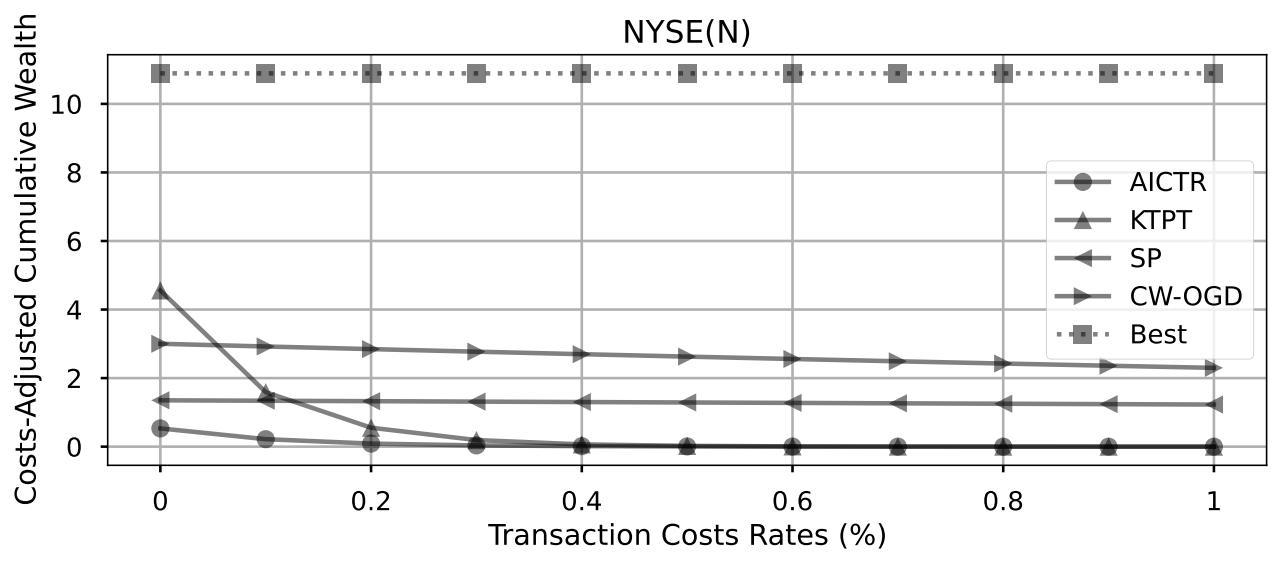 NYSE(N)
Costs-Adjusted Cumulative Wealth
10
8
6
4
2
0
AICTR
KTPT
SP
CW-OGD
Best
0 0.2 0.4 0.6 0.8 1
Transaction Costs Rates (%)